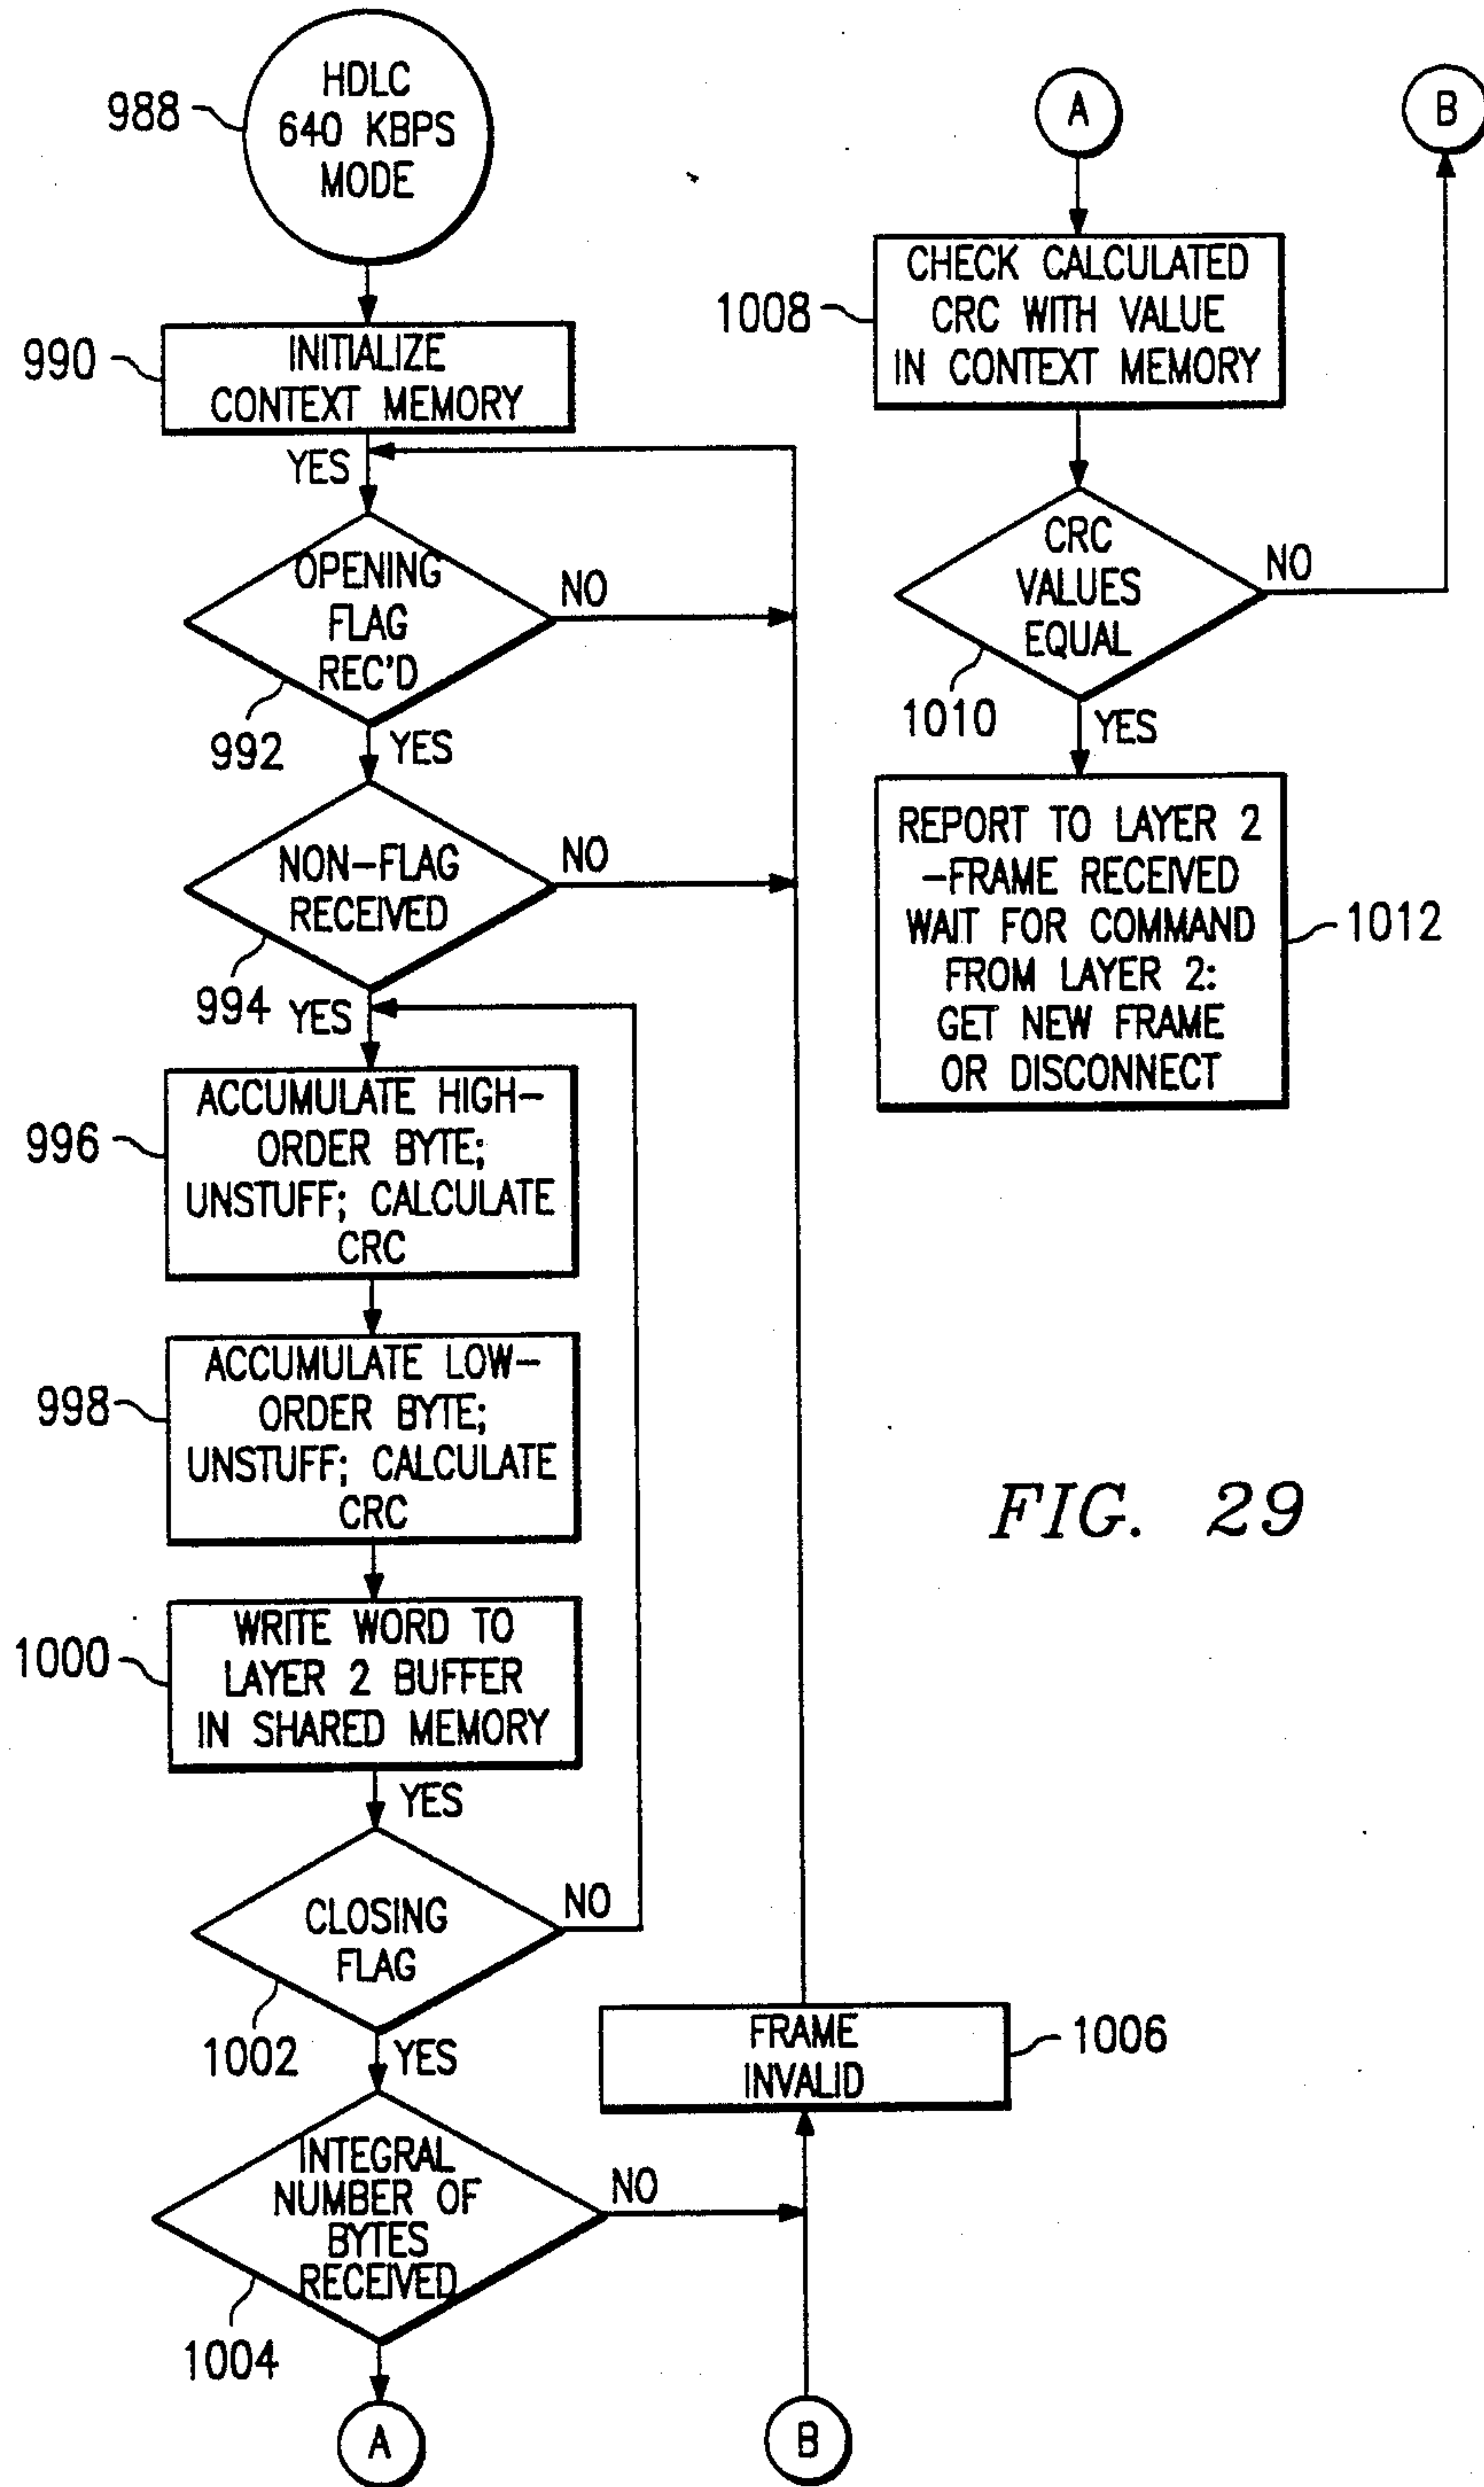 HDLC
640 KBPS
MODE
988
990
INITIALIZE
CONTEXT MEMORY
YES
OPENING
FLAG
REC'D
NO
992
YES
NON-FLAG
RECEIVED
NO
994
YES
996
ACCUMULATE HIGH-
ORDER BYTE;
UNSTUFF; CALCULATE
CRC
998
ACCUMULATE LOW-
ORDER BYTE;
UNSTUFF; CALCULATE
CRC
1000
WRITE WORD TO
LAYER 2 BUFFER
IN SHARED MEMORY
YES
CLOSING
FLAG
NO
1002
YES
FRAME
INVALID
1006
INTEGRAL
NUMBER OF
BYTES
RECEIVED
NO
1004
A
B
A
B
1008
CHECK CALCULATED
CRC WITH VALUE
IN CONTEXT MEMORY
CRC
VALUES
EQUAL
NO
1010
YES
REPORT TO LAYER 2
-FRAME RECEIVED
WAIT FOR COMMAND
FROM LAYER 2:
GET NEW FRAME
OR DISCONNECT
1012
FIG. 29